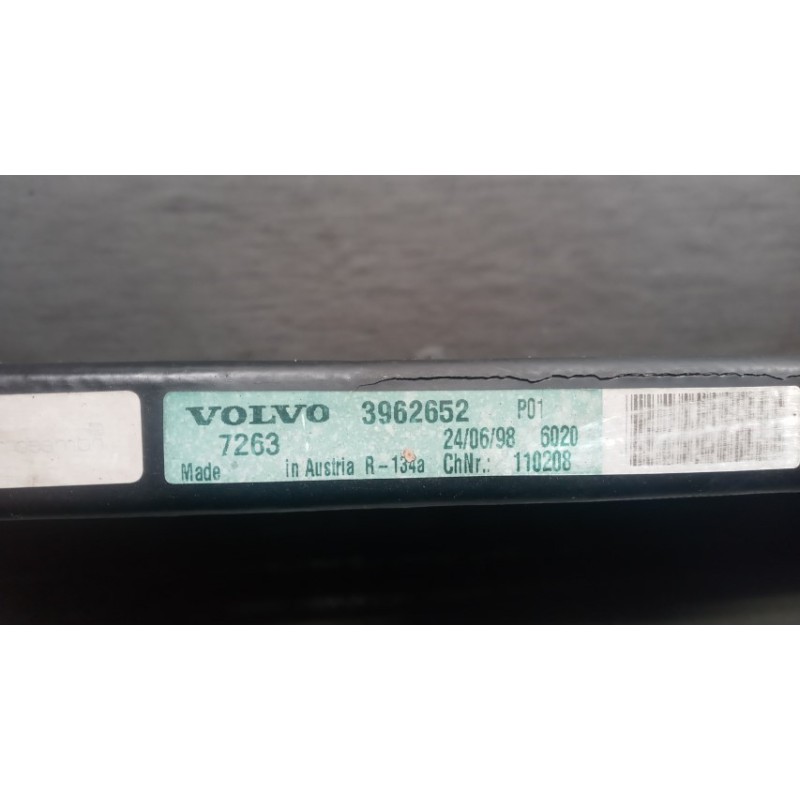 VOLVO 3962652 P01
7263 24/06/98 6020
Made in Austria R-134a ChNr.: 110208